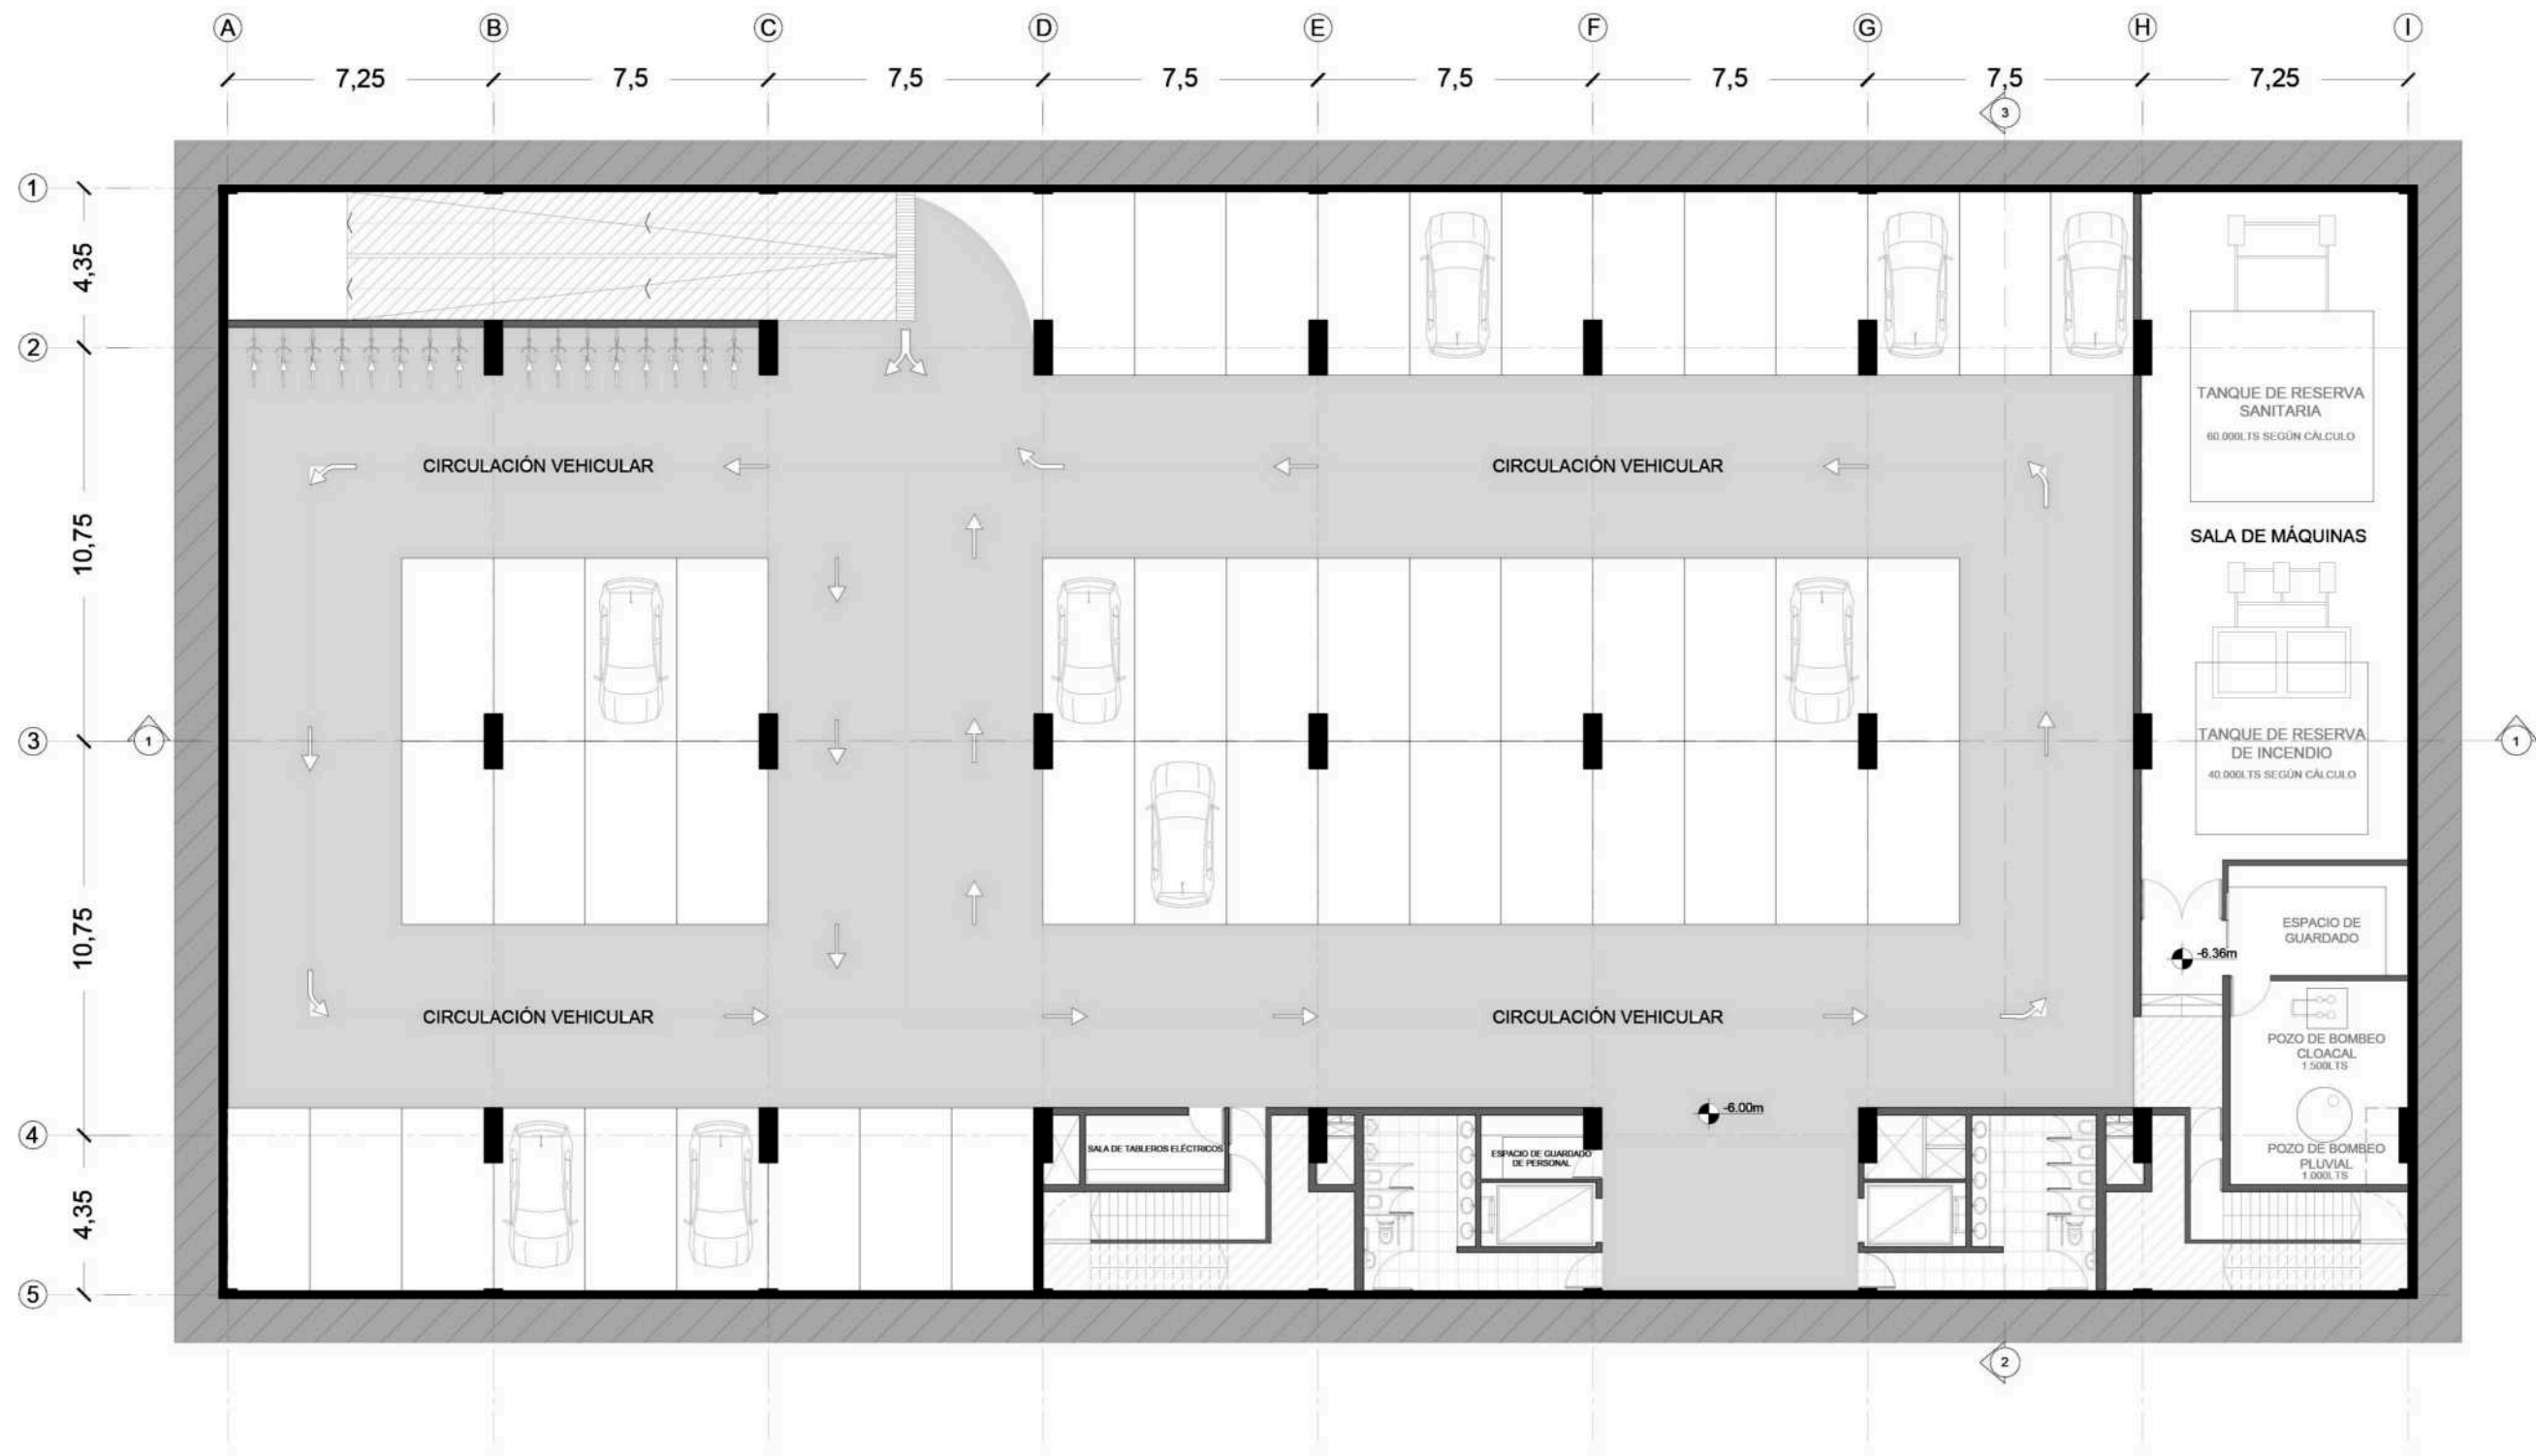 A
B
C
D
E
F
G
H
I
7,25
7,5
7,5
7,5
7,5
7,5
7,5
7,25
3
1
4,35
2
10,75
3
10,75
4
4,35
5
CIRCULACIÓN VEHICULAR
CIRCULACIÓN VEHICULAR
TANQUE DE RESERVA
SANITARIA
60.000LTS SEGÚN CÁLCULO
SALA DE MÁQUINAS
1
1
TANQUE DE RESERVA
DE INCENDIO
40.000LTS SEGÚN CÁLCULO
ESPACIO DE
GUARDADO
-6.36m
CIRCULACIÓN VEHICULAR
CIRCULACIÓN VEHICULAR
POZO DE BOMBEO
CLOACAL
1.500LTS
-6.00m
SALA DE TABLEROS ELÉCTRICOS
ESPACIO DE GUARDADO
DE PERSONAL
POZO DE BOMBEO
PLUVIAL
1.000LTS
2